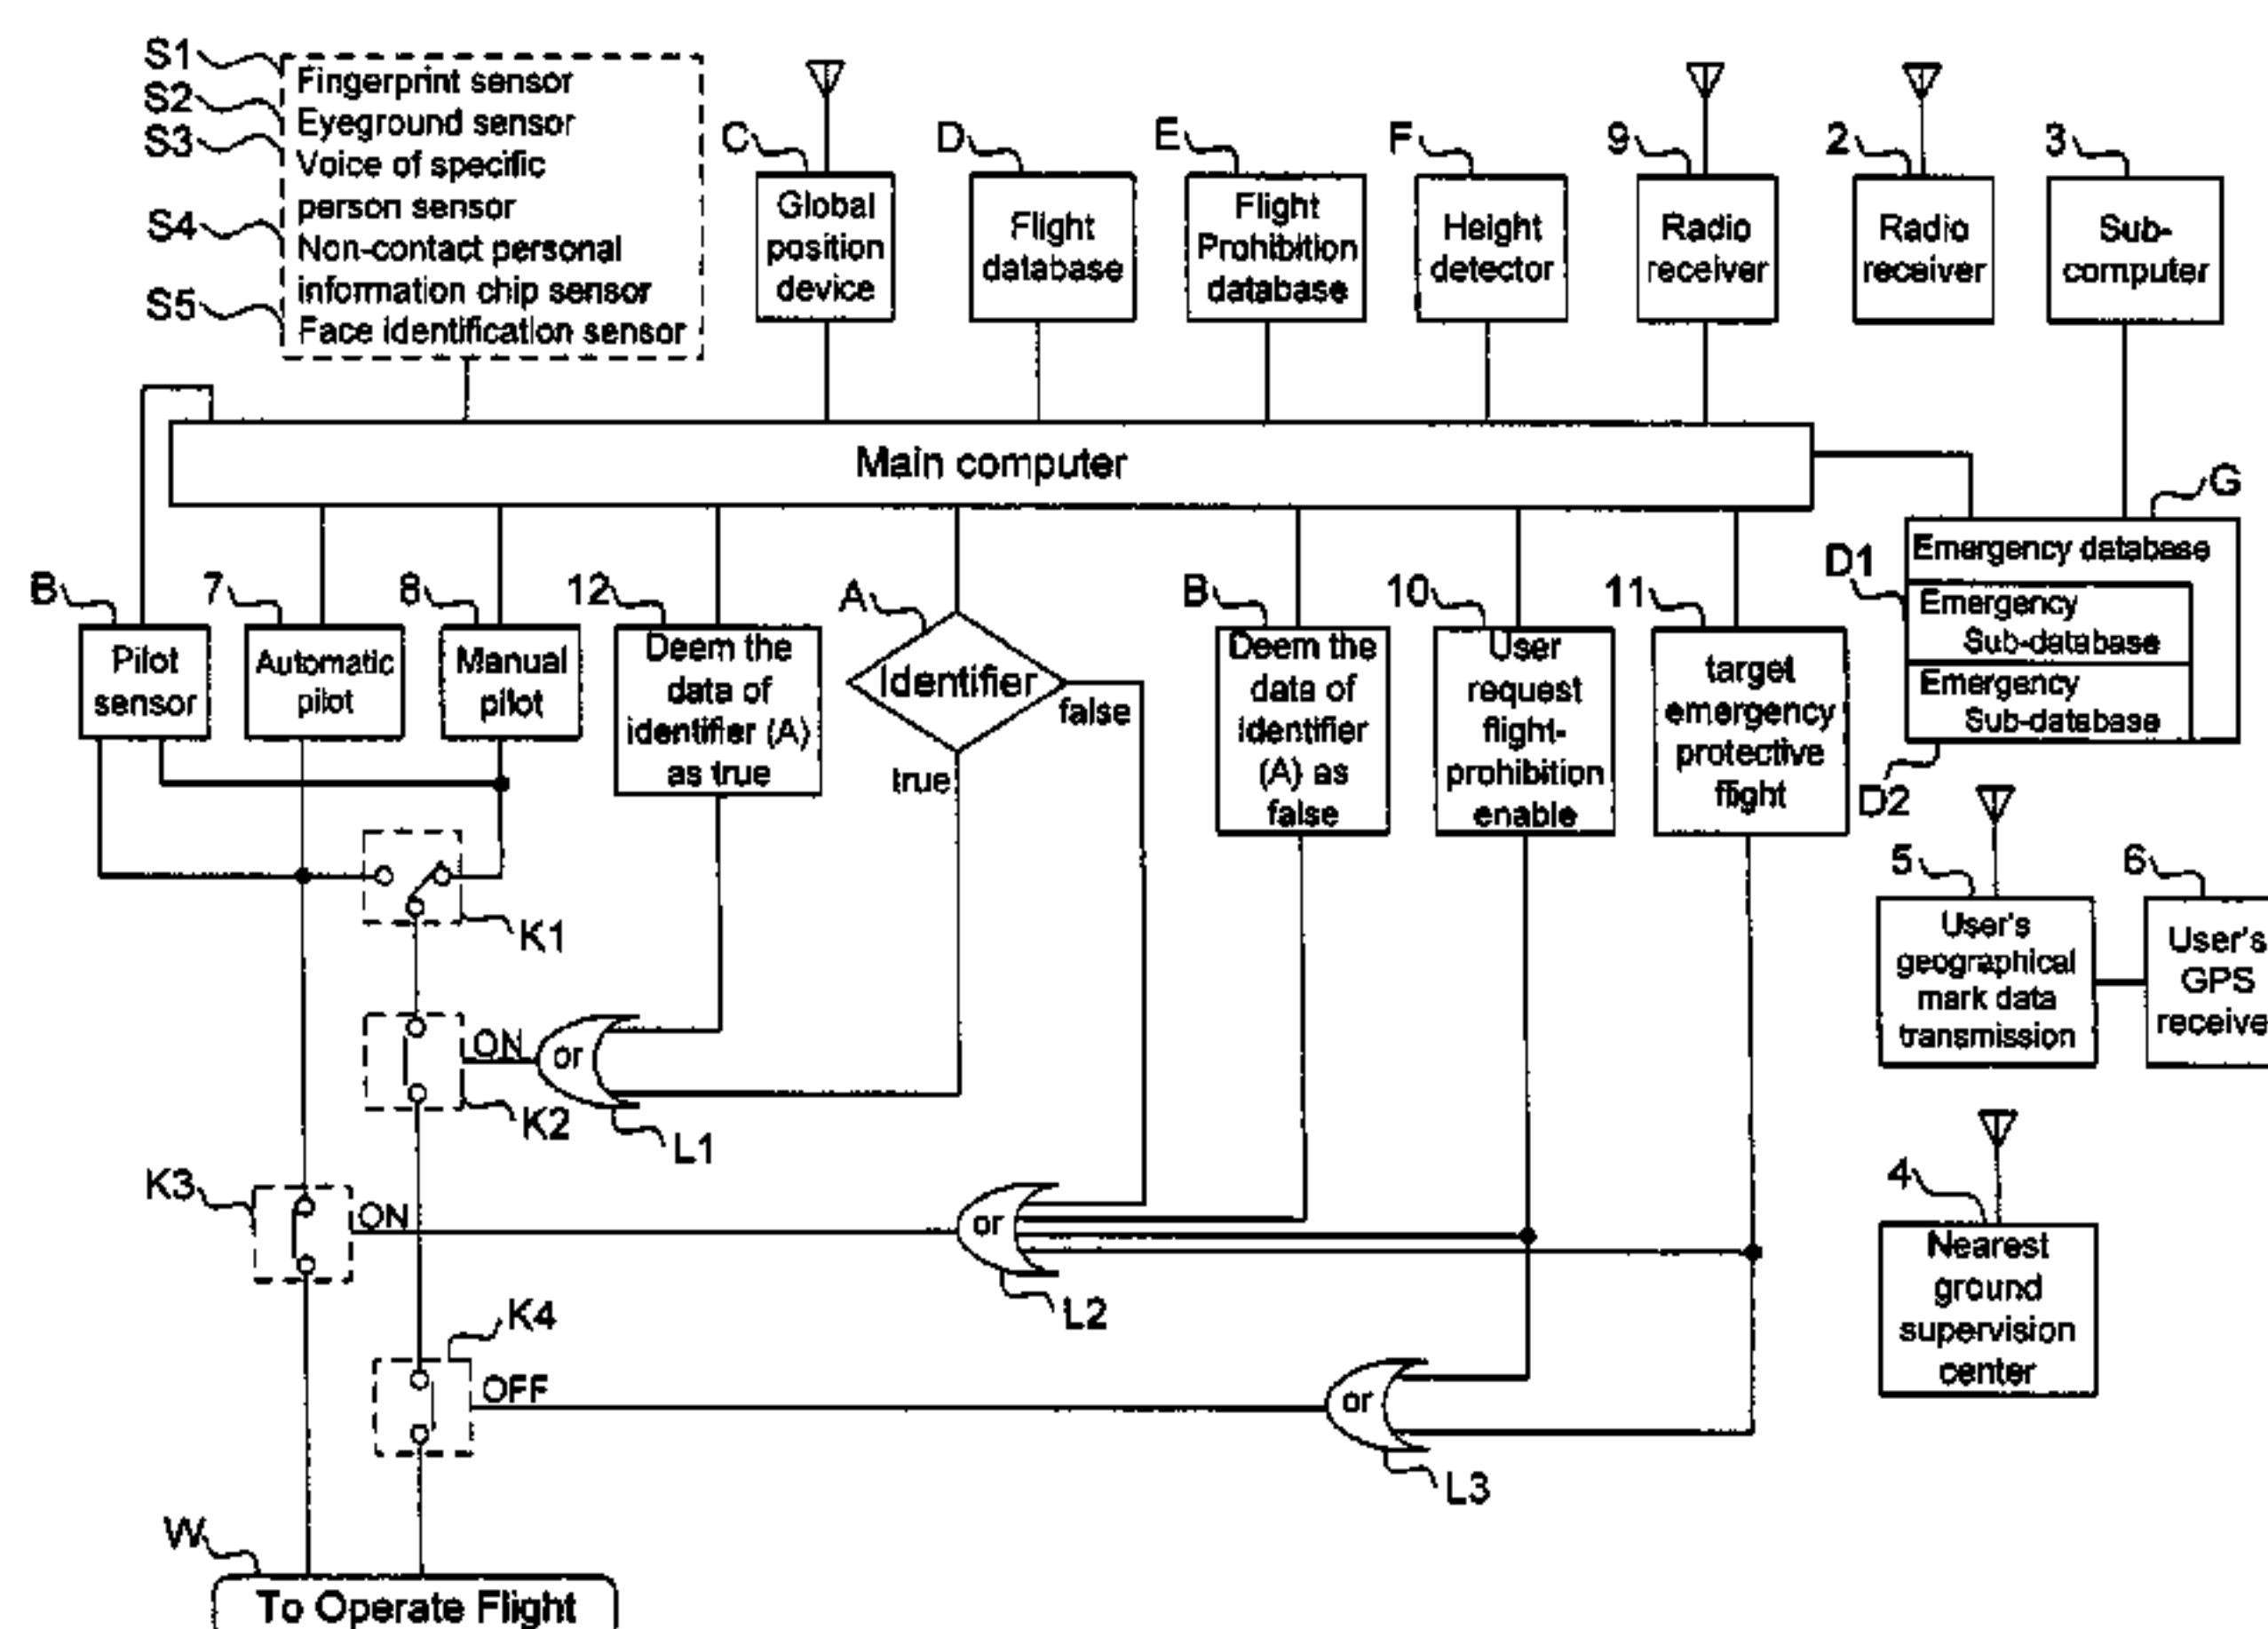 S1
Fingerprint sensor
S2
Eyeground sensor
S3
Voice of specific
person sensor
S4
Non-contact personal
information chip sensor
S5
Face identification sensor
C
Global
position
device
D
Flight
database
E
Flight
Prohibition
database
F
Height
detector
9
Radio
receiver
2
Radio
receiver
3
Sub-
computer
Main computer
G
Emergency database
D1
Emergency
Sub-database
Emergency
Sub-database
D2
B
Pilot
sensor
7
Automatic
pilot
8
Manual
pilot
12
Deem the
data of
identifier (A)
as true
A
Identifier
false
true
B
Deem the
data of
identifier
(A) as
false
10
User
request
flight-
prohibition
enable
11
target
emergency
protective
flight
K1
5
User's
geographical
mark data
transmission
6
User's
GPS
receive
ON
or
K2
L1
K3
ON
or
L2
4
Nearest
ground
supervision
center
K4
OFF
or
L3
W
To Operate Flight